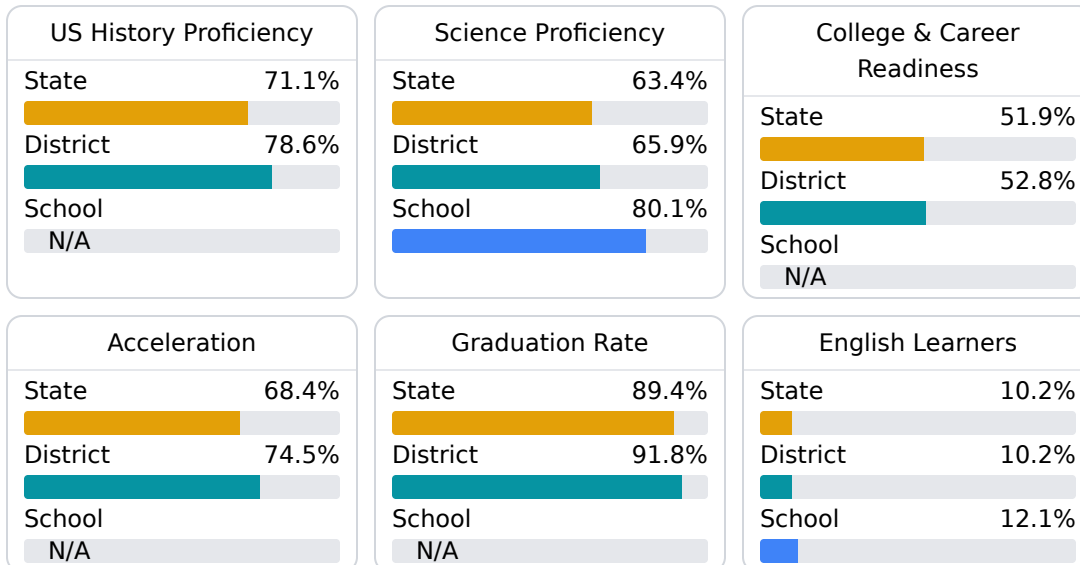 US History Proficiency
State 71.1%
District 78.6%
School
N/A
Science Proficiency
State 63.4%
District 65.9%
School 80.1%
College & Career
Readiness
State 51.9%
District 52.8%
School
N/A
Acceleration
State 68.4%
District 74.5%
School
N/A
Graduation Rate
State 89.4%
District 91.8%
School
N/A
English Learners
State 10.2%
District 10.2%
School 12.1%